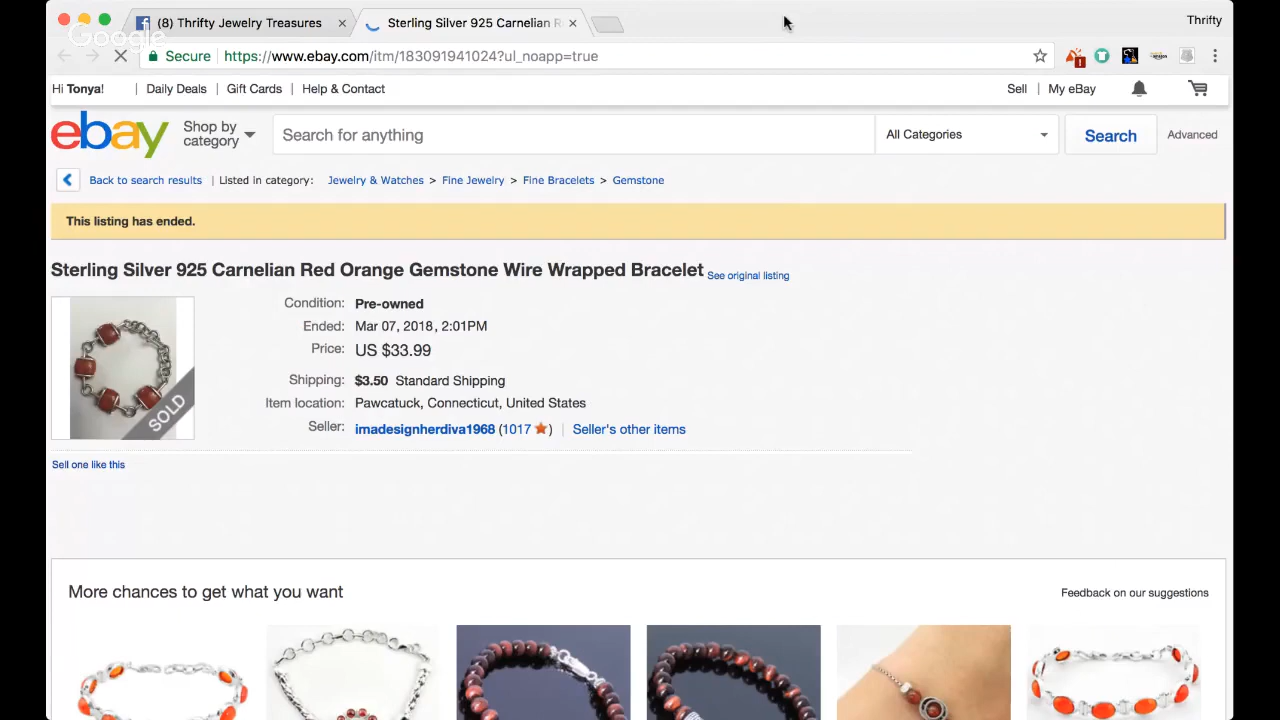 (8) Thrifty Jewelry Treasures
Sterling Silver 925 Carnelian R
Thrifty
Google
Secure https://www.ebay.com/itm/183091941024?ul_noapp=true
Hi Tonya! | Daily Deals | Gift Cards | Help & Contact
Sell | My eBay
ebay
Shop by
category
Search for anything
All Categories
Search
Advanced
Back to search results | Listed in category: Jewelry & Watches > Fine Jewelry > Fine Bracelets > Gemstone
This listing has ended.
Sterling Silver 925 Carnelian Red Orange Gemstone Wire Wrapped Bracelet See original listing
SOLD
Condition: Pre-owned
Ended: Mar 07, 2018, 2:01PM
Price: US $33.99
Shipping: $3.50 Standard Shipping
Item location: Pawcatuck, Connecticut, United States
Seller: imadesignherdiva1968 (1017 ) | Seller's other items
Sell one like this
More chances to get what you want
Feedback on our suggestions